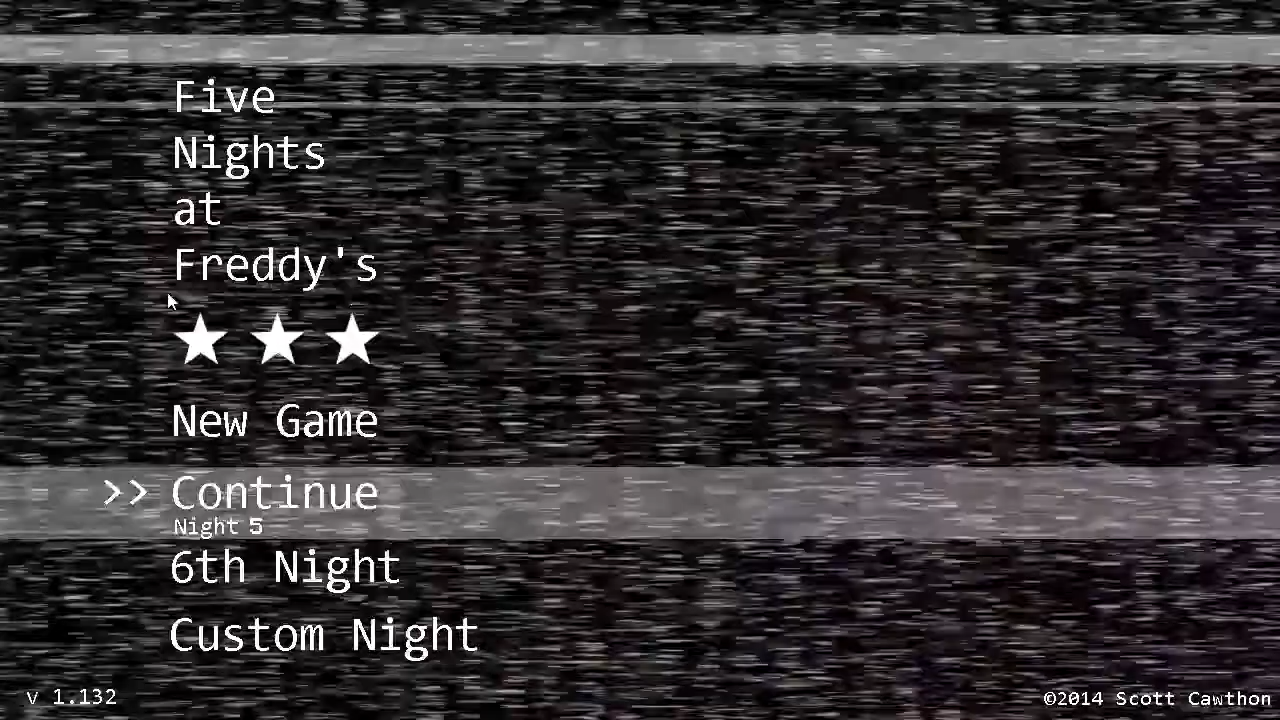 Five
Nights
at
Freddy's
★ ★ ★
New Game
>> Continue
Night 5
6th Night
Custom Night
v 1.132
©2014 Scott Cawthon